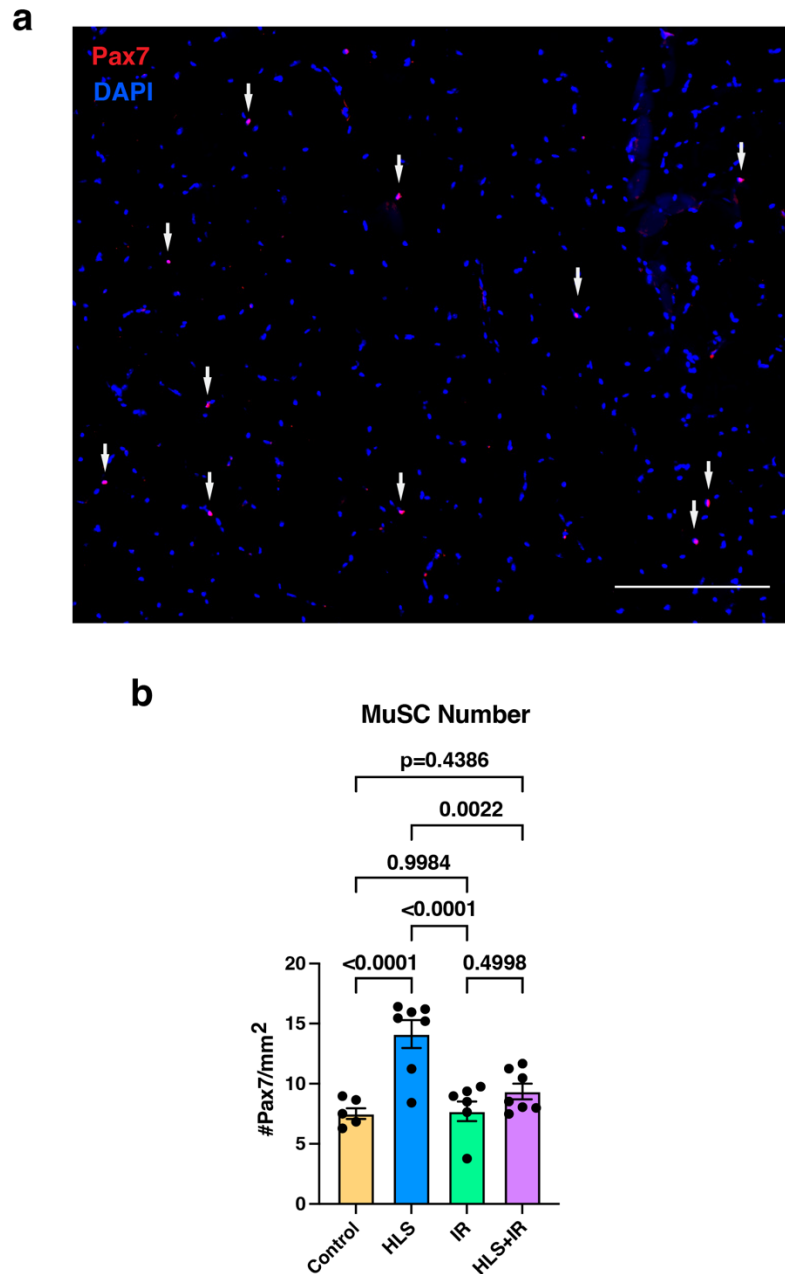 a
Pax7
DAPI
b
MuSC Number
p=0.4386
0.0022
0.9984
<0.0001
<0.0001 0.4998
20
15
10
5
0
#Pax7/mm²
Control HLS IR HLS+IR